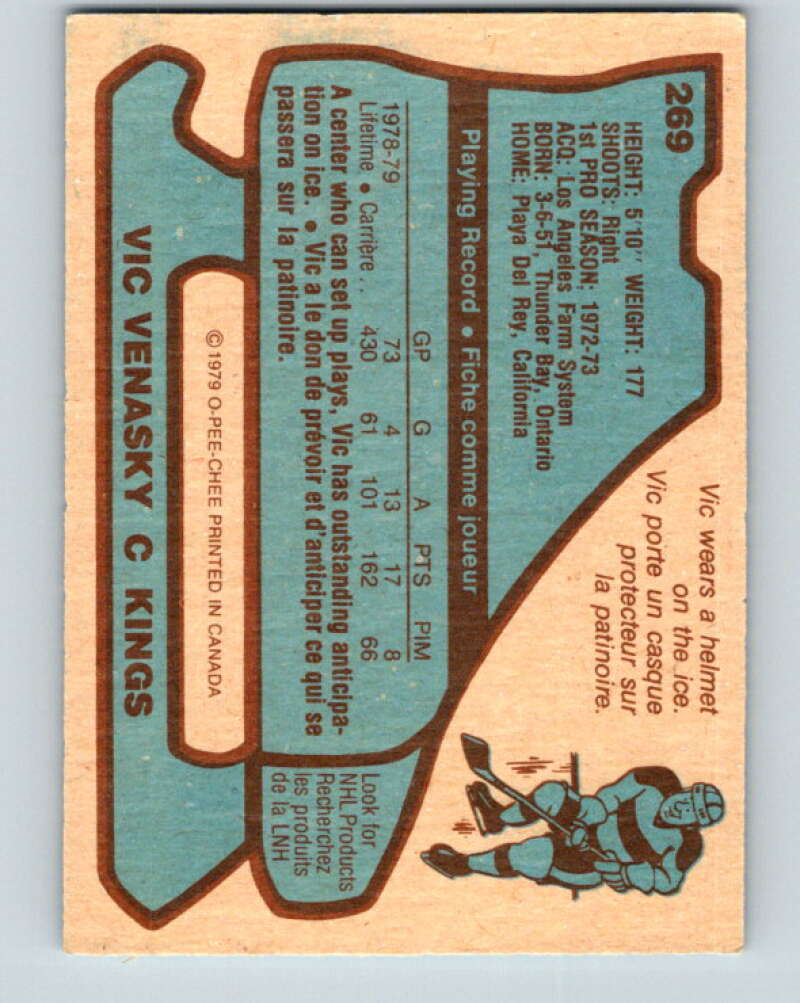 269
HEIGHT: 5'10" WEIGHT: 177
SHOOTS: Right
1st PRO SEASON: 1972-73
ACQ: Los Angeles Farm System
BORN: 3-6-51, Thunder Bay, Ontario
HOME: Playa Del Rey, California
Vic wears a helmet
on the ice.
Vic porte un casque
protecteur sur
la patinoire.
Playing Record • Fiche comme joueur
GP G A PTS PIM
1978-79 73 4 13 17 8
Lifetime • Carrière .. 430 61 101 162 66
A center who can set up plays, Vic has outstanding anticipa-
tion on ice. • Vic a le don de prévoir et d'anticiper ce qui se
passera sur la patinoire.
Look for
NHL Products
Recherchez
les produits
de la LNH
© 1979 O-PEE-CHEE PRINTED IN CANADA
VIC VENASKY C KINGS